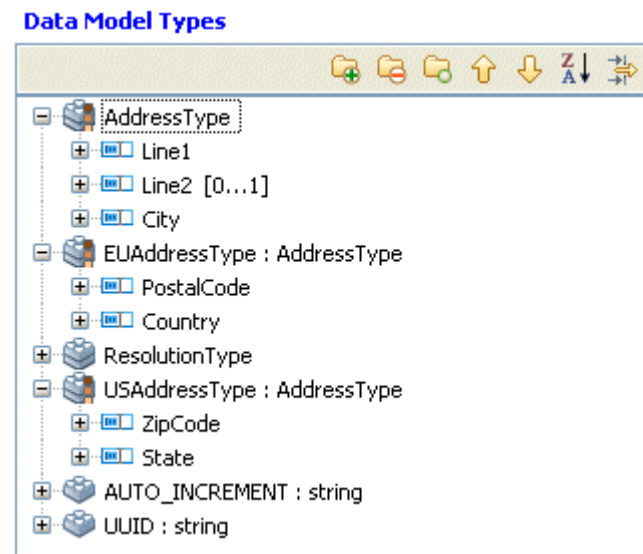 Data Model Types
Z
A
AddressType
Line1
Line2 [0...1]
City
EUAddressType : AddressType
PostalCode
Country
ResolutionType
USAddressType : AddressType
ZipCode
State
AUTO_INCREMENT : string
UUID : string